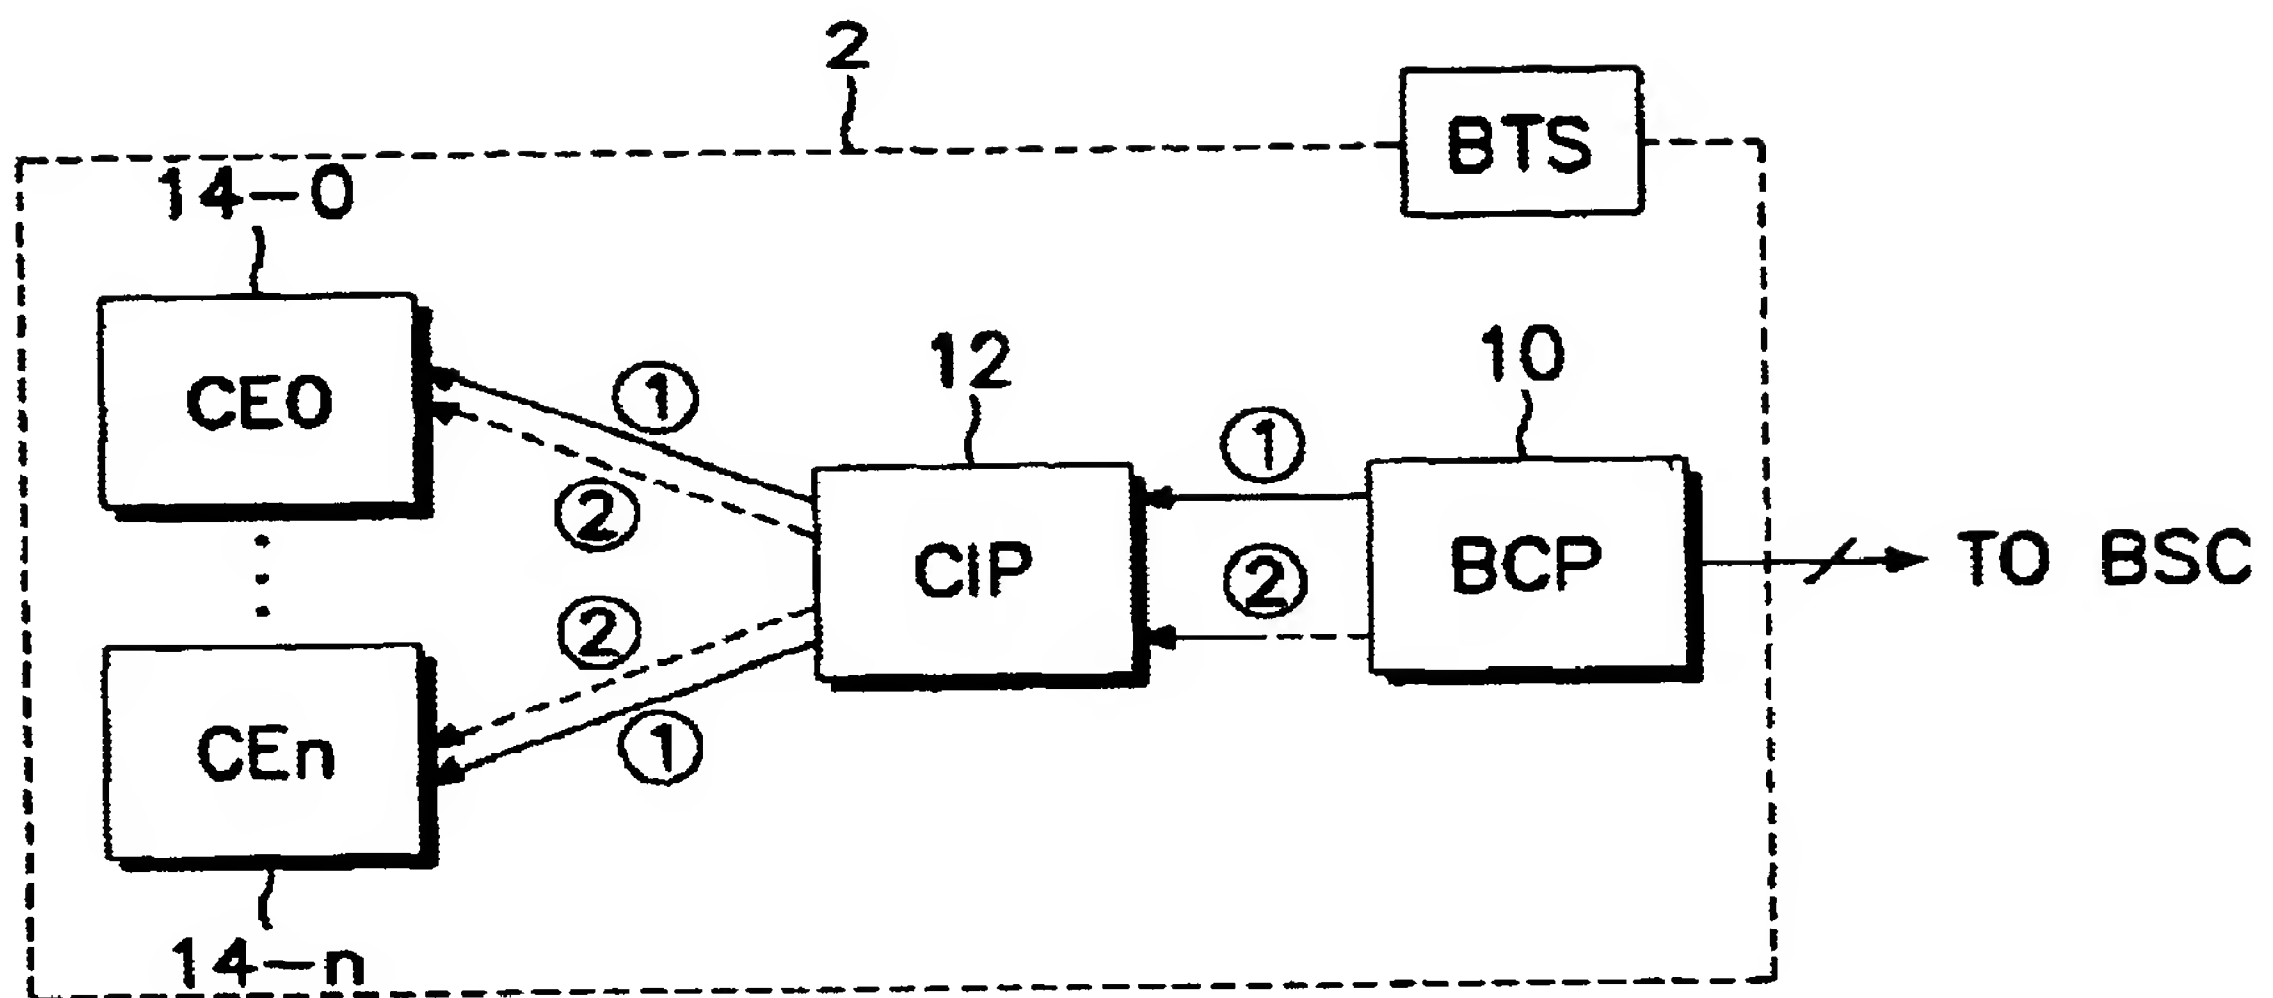 2
BTS
14-0
CE0
①
②
12
CIP
①
②
10
BCP
TO BSC
②
①
CEn
14-n